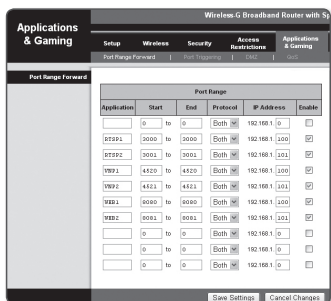 Wireless-G Broadband Router with Sp
Applications & Gaming
Setup Wireless Security Access Restrictions Applications & Gaming
Port Range Forward | Port Triggering | DMZ | QoS
Port Range Forward
Port Range
Application Start End Protocol IP Address Enable
0 to 0 Both 192.168.1. 0
RTSP1 3000 to 3000 Both 192.168.1. 100
RTSP2 3001 to 3001 Both 192.168.1. 101
VNP1 4520 to 4520 Both 192.168.1. 100
VNP2 4521 to 4521 Both 192.168.1. 101
WEB1 8080 to 8080 Both 192.168.1. 100
WEB2 8081 to 8081 Both 192.168.1. 101
0 to 0 Both 192.168.1. 0
0 to 0 Both 192.168.1. 0
0 to 0 Both 192.168.1. 0
Save Settings Cancel Changes